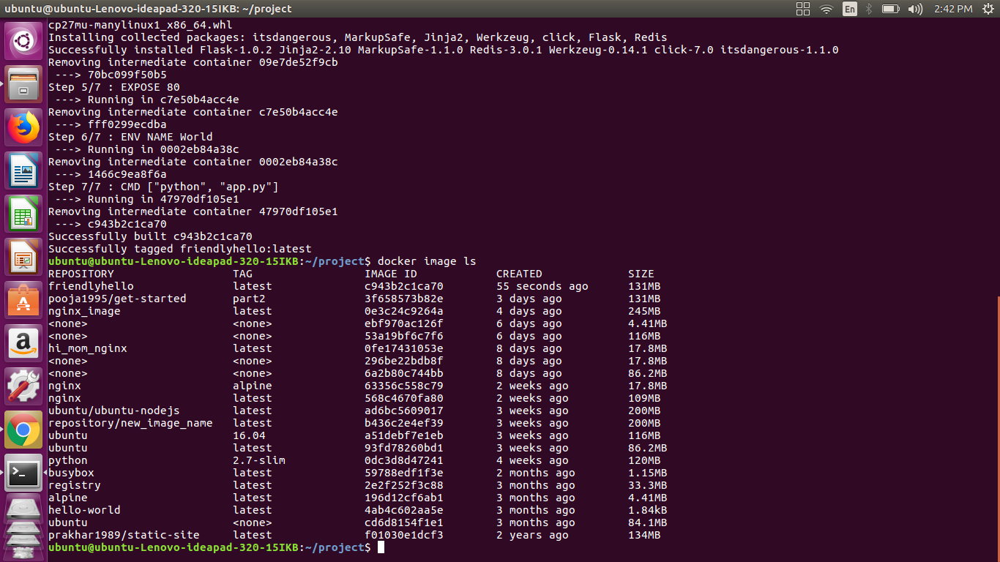 ubuntu@ubuntu-Lenovo-ideapad-320-15IKB: ~/project En 2:42 PM
cp27mu-manylinux1_x86_64.whl
Installing collected packages: itsdangerous, MarkupSafe, Jinja2, Werkzeug, click, Flask, Redis
Successfully installed Flask-1.0.2 Jinja2-2.10 MarkupSafe-1.1.0 Redis-3.0.1 Werkzeug-0.14.1 click-7.0 itsdangerous-1.1.0
Removing intermediate container 09e7de52f9cb
 ---> 70bc099f50b5
Step 5/7 : EXPOSE 80
 ---> Running in c7e50b4acc4e
Removing intermediate container c7e50b4acc4e
 ---> fff0299ecdba
Step 6/7 : ENV NAME World
 ---> Running in 0002eb84a38c
Removing intermediate container 0002eb84a38c
 ---> 1466c9ea8f6a
Step 7/7 : CMD ["python", "app.py"]
 ---> Running in 47970df105e1
Removing intermediate container 47970df105e1
 ---> c943b2c1ca70
Successfully built c943b2c1ca70
Successfully tagged friendlyhello:latest
ubuntu@ubuntu-Lenovo-ideapad-320-15IKB:~/project$ docker image ls
REPOSITORY TAG IMAGE ID CREATED SIZE
friendlyhello latest c943b2c1ca70 55 seconds ago 131MB
pooja1995/get-started part2 3f658573b82e 3 days ago 131MB
nginx_image latest 0e3c24c9264a 4 days ago 245MB
<none> <none> ebf970ac126f 6 days ago 4.41MB
<none> <none> 53a19bf6c7f6 6 days ago 116MB
hi_mom_nginx latest 0fe17431053e 8 days ago 17.8MB
<none> <none> 296be22bdb8f 8 days ago 17.8MB
<none> <none> 6a2b80c744bb 8 days ago 86.2MB
nginx alpine 63356c558c79 2 weeks ago 17.8MB
nginx latest 568c4670fa80 2 weeks ago 109MB
ubuntu/ubuntu-nodejs latest ad6bc5609017 3 weeks ago 200MB
repository/new_image_name latest b436c2e4ef39 3 weeks ago 200MB
ubuntu 16.04 a51debf7e1eb 3 weeks ago 116MB
ubuntu latest 93fd78260bd1 3 weeks ago 86.2MB
python 2.7-slim 0dc3d8d47241 4 weeks ago 120MB
busybox latest 59788edf1f3e 2 months ago 1.15MB
registry latest 2e2f252f3c88 3 months ago 33.3MB
alpine latest 196d12cf6ab1 3 months ago 4.41MB
hello-world latest 4ab4c602aa5e 3 months ago 1.84kB
ubuntu <none> cd6d8154f1e1 3 months ago 84.1MB
prakhar1989/static-site latest f01030e1dcf3 2 years ago 134MB
ubuntu@ubuntu-Lenovo-ideapad-320-15IKB:~/project$